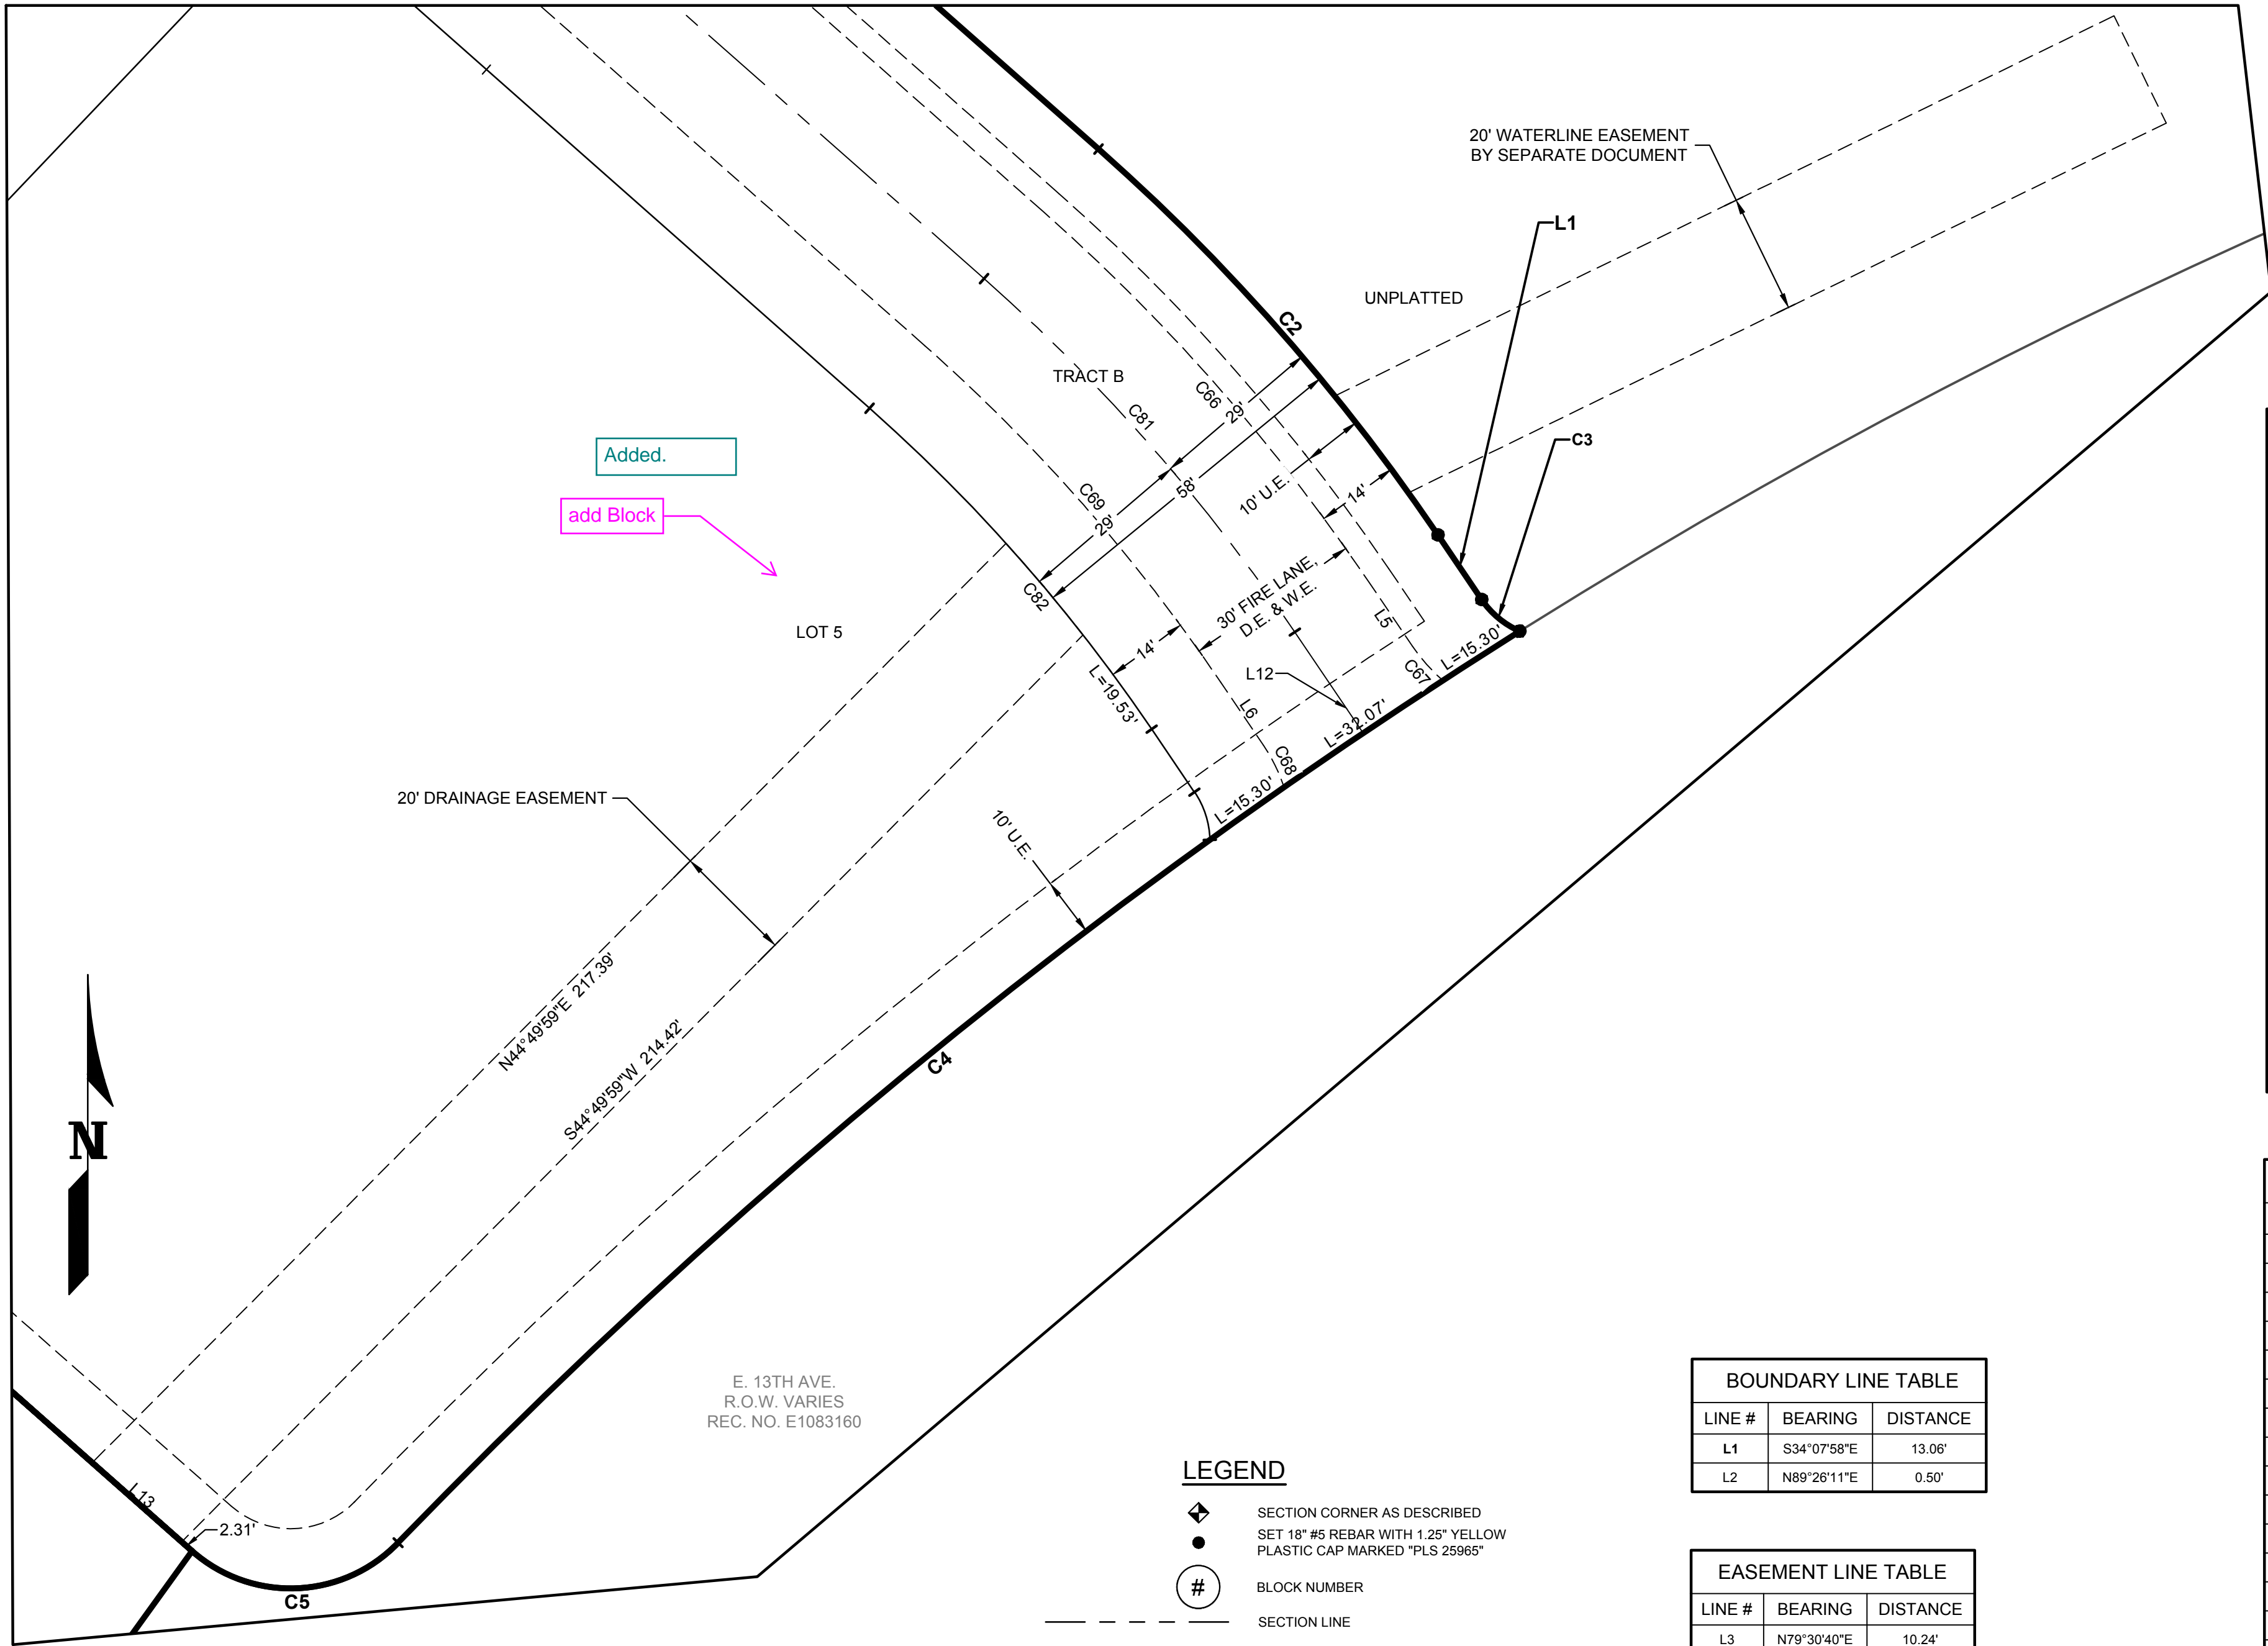 20' WATERLINE EASEMENT
BY SEPARATE DOCUMENT
L1
UNPLATTED
C2
TRACT B
C66
29'
C81
C3
Added.
add Block
C69
29'
58'
10' U.E.
14'
30' FIRE LANE,
D.E. & W.E.
C82
LOT 5
14'
L5
L=15.30'
L12
C67
L=19.53'
L6
L=32.07'
C68
L=15.30'
20' DRAINAGE EASEMENT
10' U.E.
N44°49'59"E 217.39'
S44°49'59"W 214.42'
C4
N
E. 13TH AVE.
R.O.W. VARIES
REC. NO. E1083160
L13
2.31'
C5
LEGEND
SECTION CORNER AS DESCRIBED
SET 18" #5 REBAR WITH 1.25" YELLOW
PLASTIC CAP MARKED "PLS 25965"
# BLOCK NUMBER
SECTION LINE
BOUNDARY LINE TABLE
LINE # BEARING DISTANCE
L1 S34°07'58"E 13.06'
L2 N89°26'11"E 0.50'
EASEMENT LINE TABLE
LINE # BEARING DISTANCE
L3 N79°30'40"E 10.24'